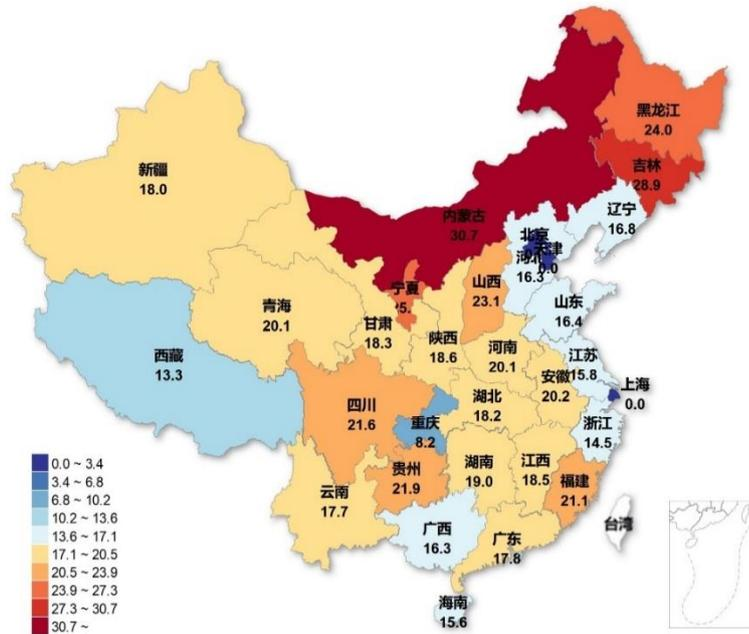 黑龙江
24.0
新疆
18.0
吉林
28.9
辽宁
16.8
内蒙古
30.7
北京
天津
0.0
河北
16.3
宁夏
5.
山西
23.1
山东
16.4
青海
20.1
甘肃
18.3
陕西
18.6
河南
20.1
江苏
15.8
安徽
20.2
上海
0.0
西藏
13.3
四川
21.6
重庆
8.2
湖北
18.2
浙江
14.5
贵州
21.9
湖南
19.0
江西
18.5
福建
21.1
云南
17.7
广西
16.3
广东
17.8
台湾
海南
15.6
0.0 ~ 3.4
3.4 ~ 6.8
6.8 ~ 10.2
10.2 ~ 13.6
13.6 ~ 17.1
17.1 ~ 20.5
20.5 ~ 23.9
23.9 ~ 27.3
27.3 ~ 30.7
30.7 ~